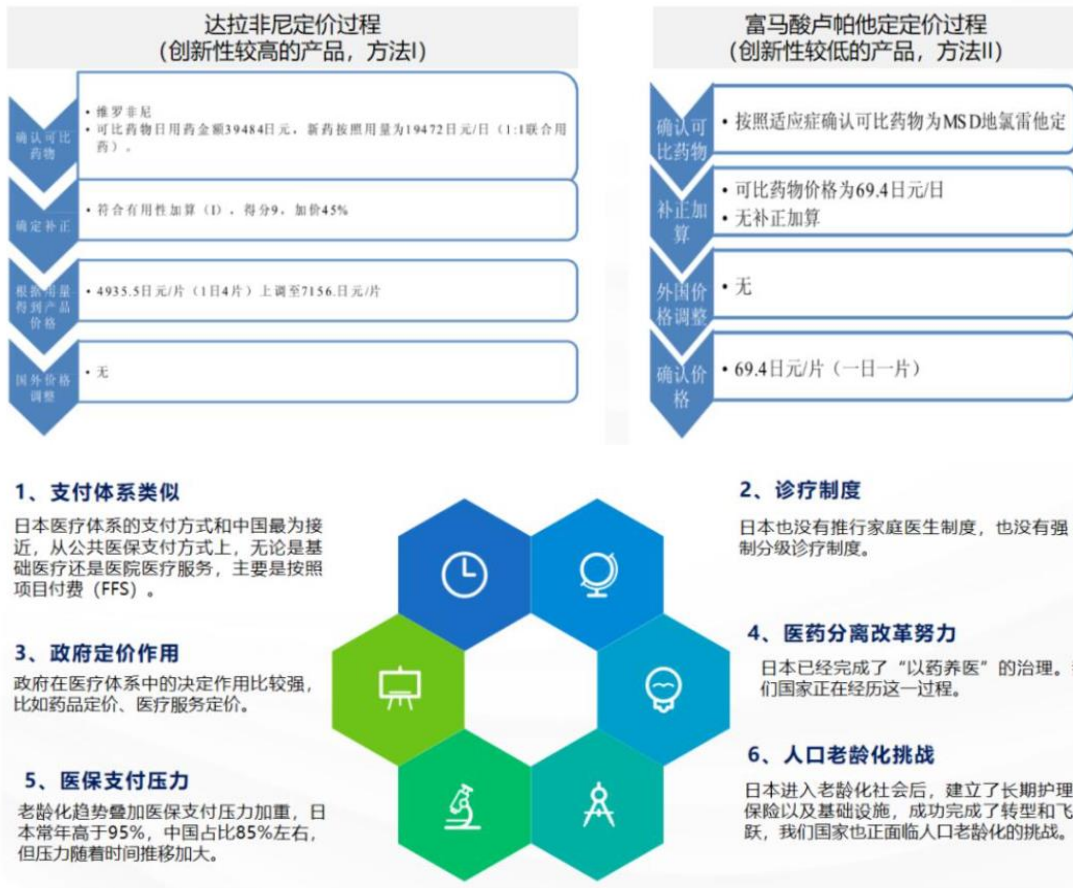 达拉非尼定价过程
(创新性较高的产品，方法I)
确认可比
药物
• 维罗非尼
• 可比药物日用药金额39484日元，新药按照用量为19472日元/日（1:1联合用
药）。
确定补正
• 符合有用性加算（I），得分9，加价45%
根据用量
得到产品
价格
• 4935.5日元/片（1日4片）上调至7156.日元/片
国外价格
调整
• 无
富马酸卢帕他定定价过程
(创新性较低的产品，方法II)
确认可
比药物
• 按照适应症确认可比药物为MSD地氯雷他定
补正加
算
• 可比药物价格为69.4日元/日
• 无补正加算
外国价
格调整
• 无
确认价
格
• 69.4日元/片（一日一片）
1、支付体系类似
日本医疗体系的支付方式和中国最为接
近，从公共医保支付方式上，无论是基
础医疗还是医院医疗服务，主要是按照
项目付费（FFS）。
2、诊疗制度
日本也没有推行家庭医生制度，也没有强
制分级诊疗制度。
3、政府定价作用
政府在医疗体系中的决定作用比较强，
比如药品定价、医疗服务定价。
4、医药分离改革努力
日本已经完成了“以药养医”的治理。
们国家正在经历这一过程。
5、医保支付压力
老龄化趋势叠加医保支付压力加重，日
本常年高于95%，中国占比85%左右，
但压力随着时间推移加大。
6、人口老龄化挑战
日本进入老龄化社会后，建立了长期护理
保险以及基础设施，成功完成了转型和飞
跃，我们国家也正面临人口老龄化的挑战。